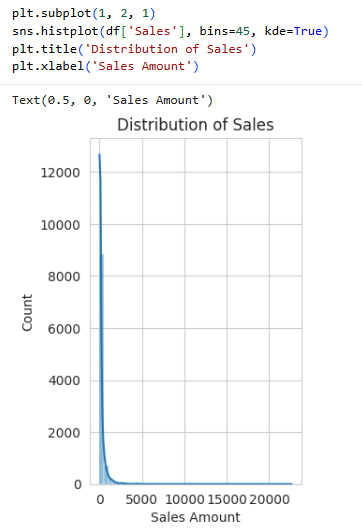 plt.subplot(1, 2, 1)
sns.histplot(df['Sales'], bins=45, kde=True)
plt.title('Distribution of Sales')
plt.xlabel('Sales Amount')
Text(0.5, 0, 'Sales Amount')
Distribution of Sales
12000
10000
8000
6000
4000
2000
0
Count
0 5000 10000 15000 20000
Sales Amount